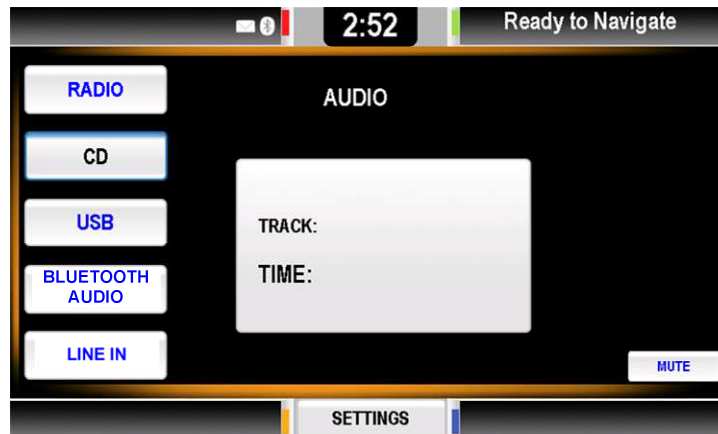 2:52
Ready to Navigate
RADIO
AUDIO
CD
USB
TRACK:
TIME:
BLUETOOTH
AUDIO
LINE IN
MUTE
SETTINGS